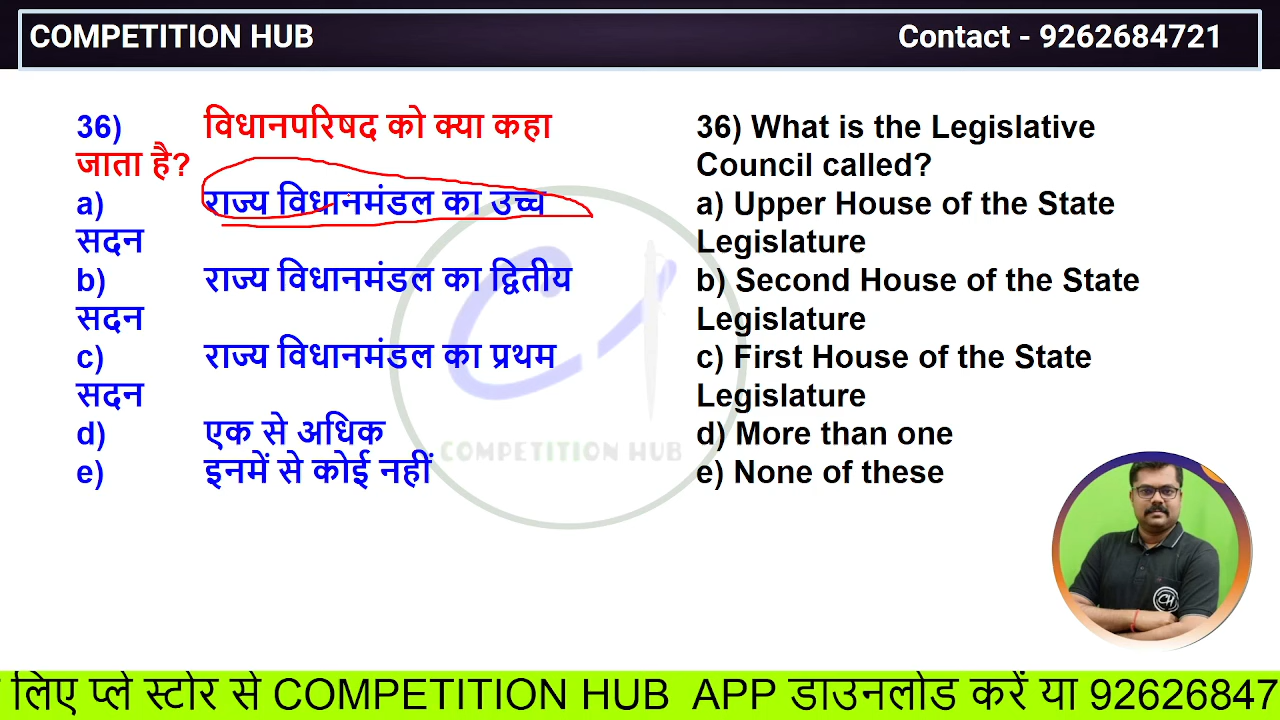 COMPETITION HUB
Contact - 9262684721
36) विधानपरिषद को क्या कहा
जाता है?
a) राज्य विधानमंडल का उच्च
सदन
b) राज्य विधानमंडल का द्वितीय
सदन
c) राज्य विधानमंडल का प्रथम
सदन
d) एक से अधिक
e) इनमें से कोई नहीं
36) What is the Legislative
Council called?
a) Upper House of the State
Legislature
b) Second House of the State
Legislature
c) First House of the State
Legislature
d) More than one
e) None of these
COMPETITION HUB
CH
लिए प्ले स्टोर से COMPETITION HUB APP डाउनलोड करें या 92626847